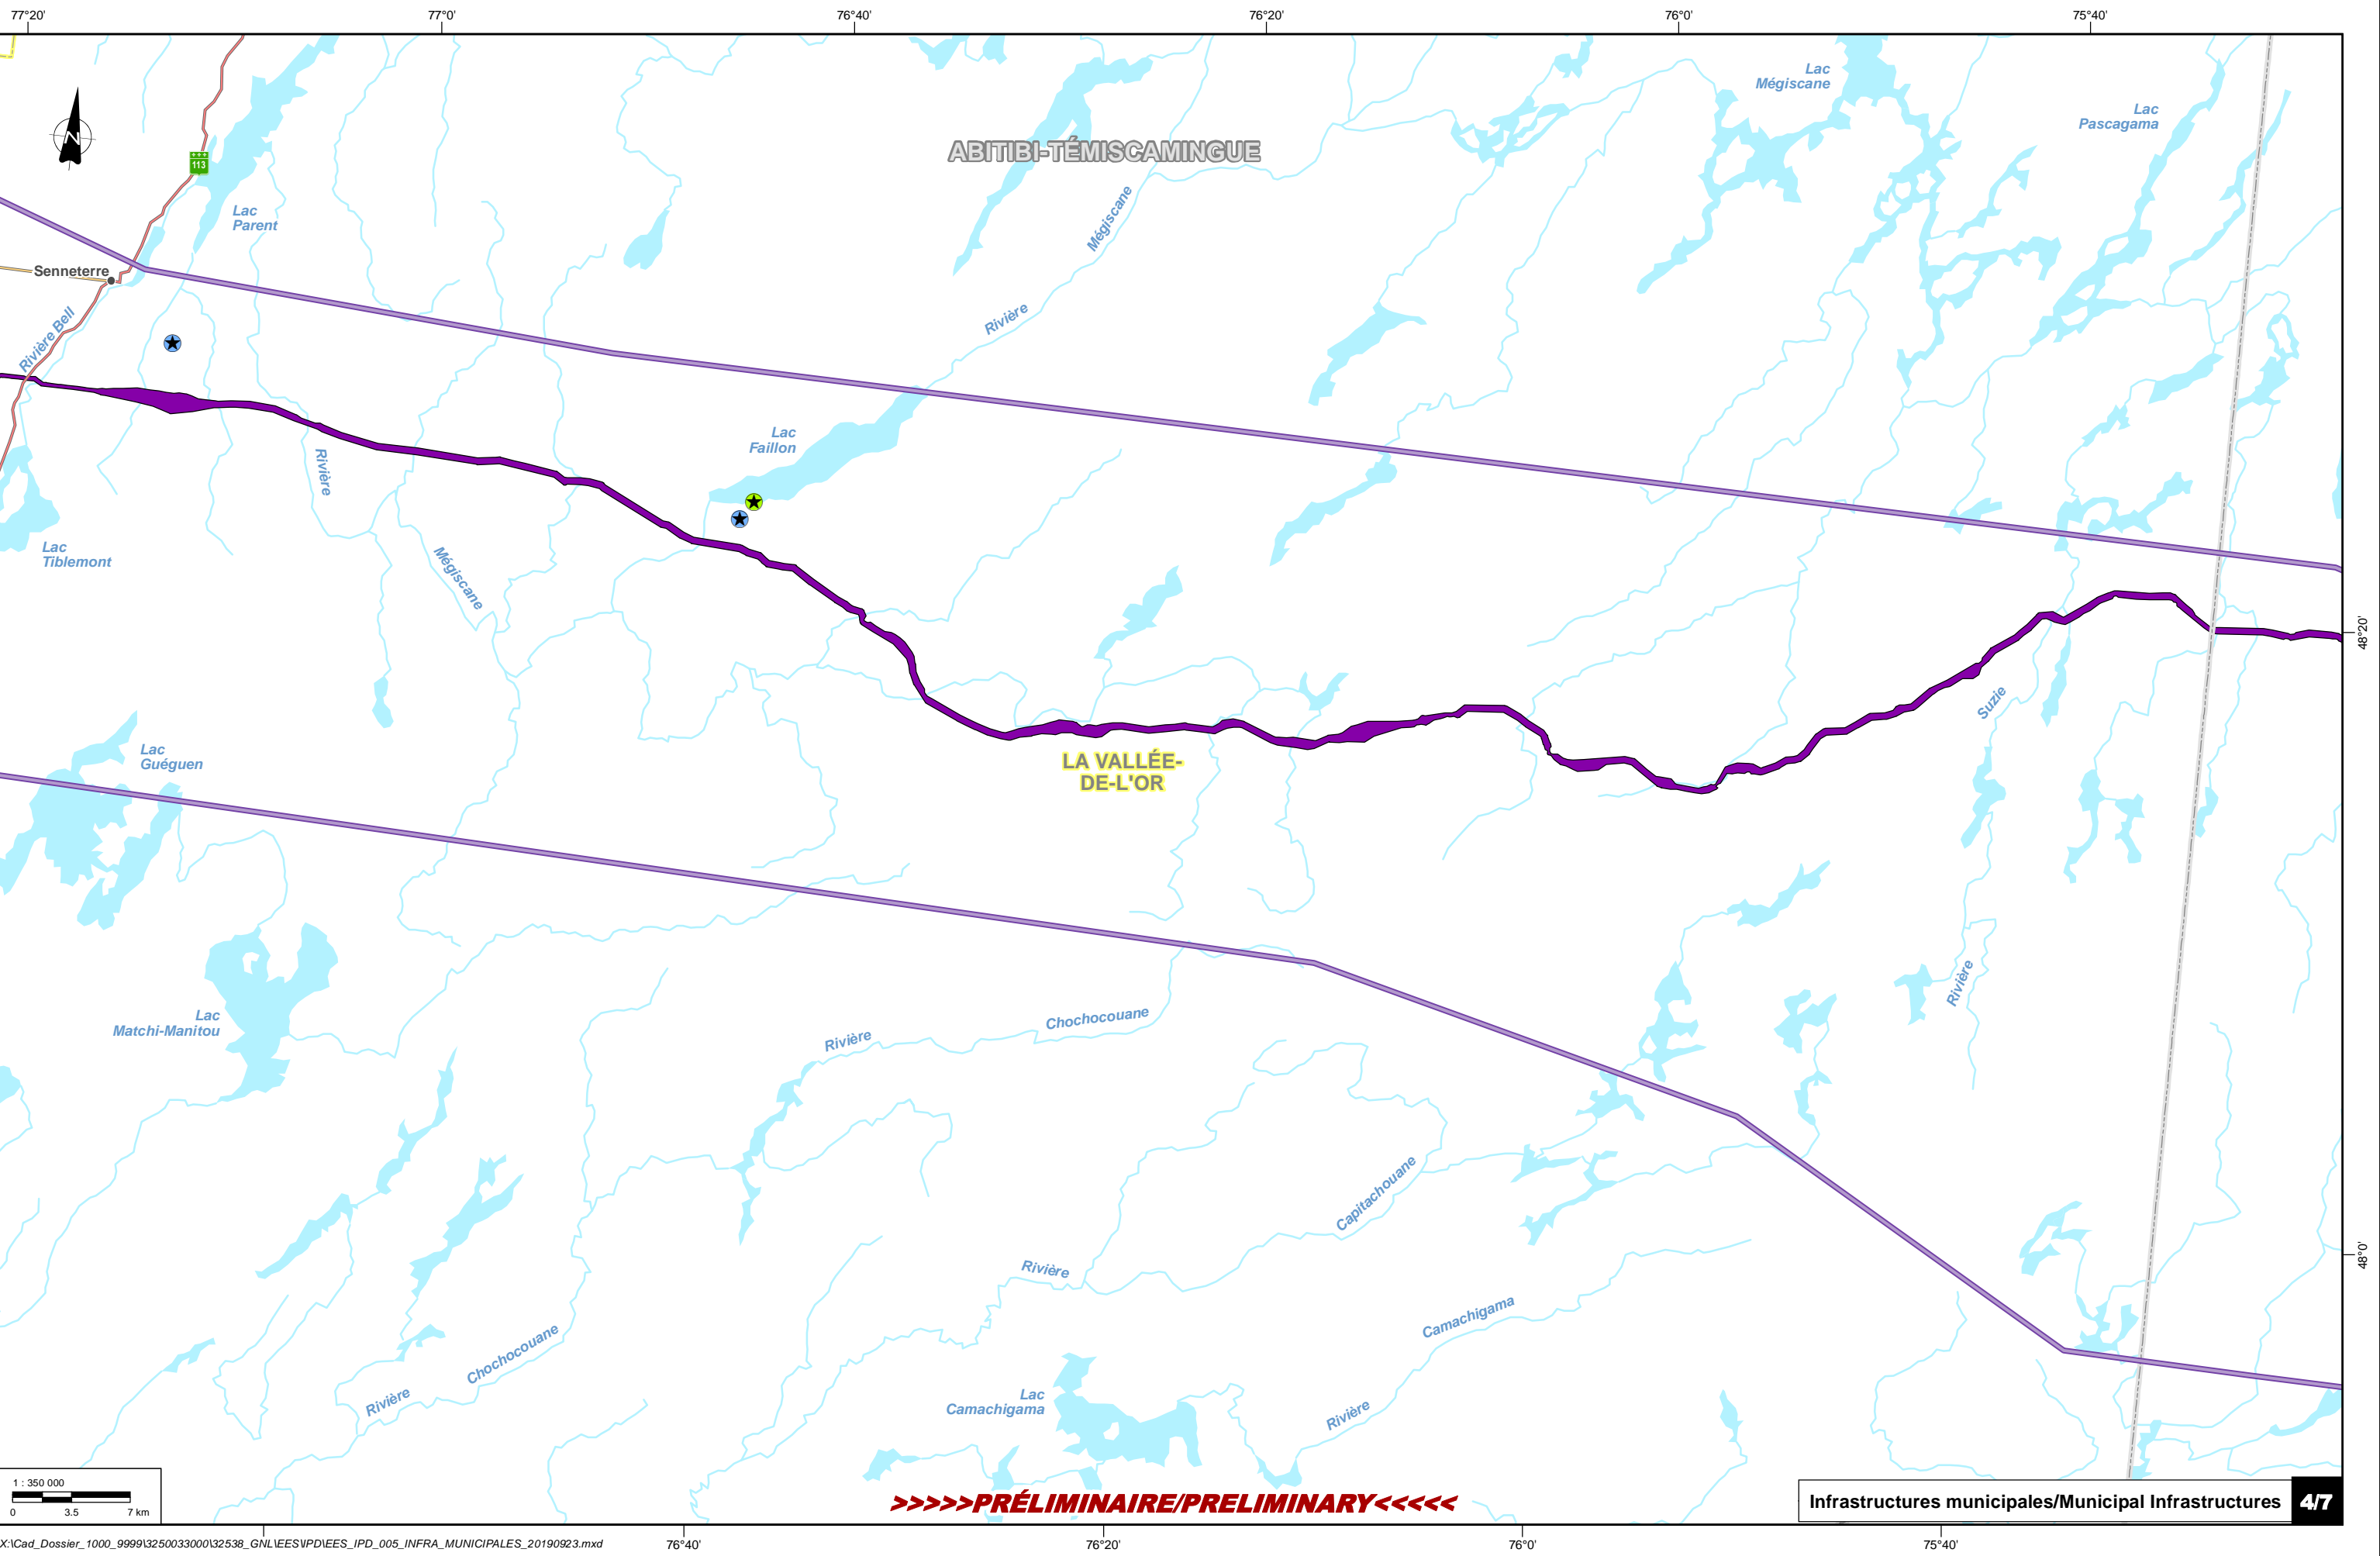 77°20'
77°0'
76°40'
76°20'
76°0'
75°40'
N
113
Lac
Parent
Senneterre
Rivière Bell
ABITIBI-TÉMISCAMINGUE
Lac
Mégiscane
Lac
Pascagama
Mégiscane
Rivière
Lac
Faillon
Rivière
Mégiscane
Lac
Tiblemont
48°20'
Suzie
Lac
Guéguen
LA VALLÉE-
DE-L'OR
Rivière
Lac
Matchi-Manitou
Rivière
Chochocouane
Capitachouane
Rivière
48°0'
Camachigama
Rivière
Chochocouane
Rivière
Lac
Camachigama
1 : 350 000
0 3.5 7 km
>>>>>PRÉLIMINAIRE/PRELIMINARY<<<<<
Infrastructures municipales/Municipal Infrastructures
4/7
X:\Cad_Dossier_1000_9999\3250033000\32538_GNL\EES\IPD\EES_IPD_005_INFRA_MUNICIPALES_20190923.mxd
76°40'
76°20'
76°0'
75°40'